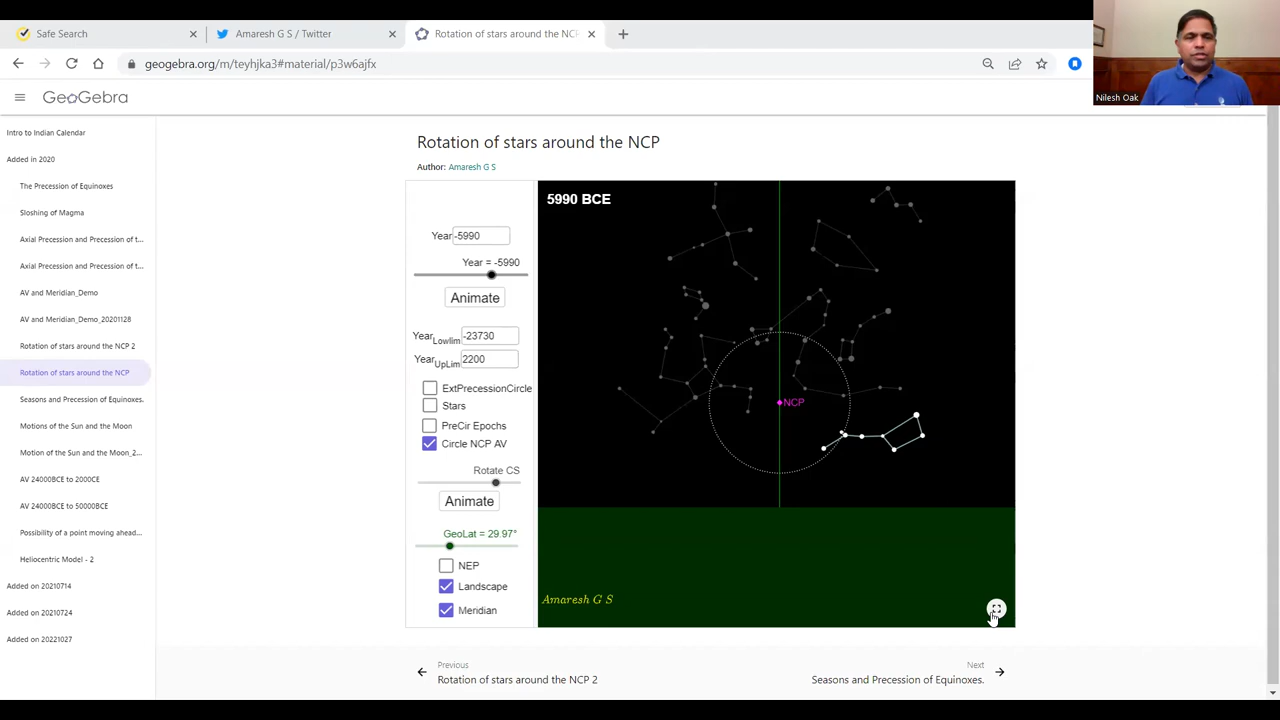 Safe Search
Amaresh G S / Twitter
Rotation of stars around the NCP
geogebra.org/m/teyhjka3#material/p3w6ajfx
Nilesh Oak
GeoGebra
Intro to Indian Calendar
Added in 2020
The Precession of Equinoxes
Sloshing of Magma
Axial Precession and Precession of t...
Axial Precession and Precession of t...
AV and Meridian_Demo
AV and Meridian_Demo_20201128
Rotation of stars around the NCP 2
Rotation of stars around the NCP
Seasons and Precession of Equinoxes.
Motions of the Sun and the Moon
Motion of the Sun and the Moon_2...
AV 24000BCE to 2000CE
AV 24000BCE to 50000BCE
Possibility of a point moving ahead...
Heliocentric Model - 2
Added on 20210714
Added on 20210724
Added on 20221027
Rotation of stars around the NCP
Author: Amaresh G S
Year -5990
Year = -5990
Animate
Year Lowlim -23730
Year UpLim 2200
ExtPrecessionCircle
Stars
PreCir Epochs
Circle NCP AV
Rotate CS
Animate
GeoLat = 29.97°
NEP
Landscape
Meridian
5990 BCE
NCP
Amaresh G S
Previous
Rotation of stars around the NCP 2
Next
Seasons and Precession of Equinoxes.